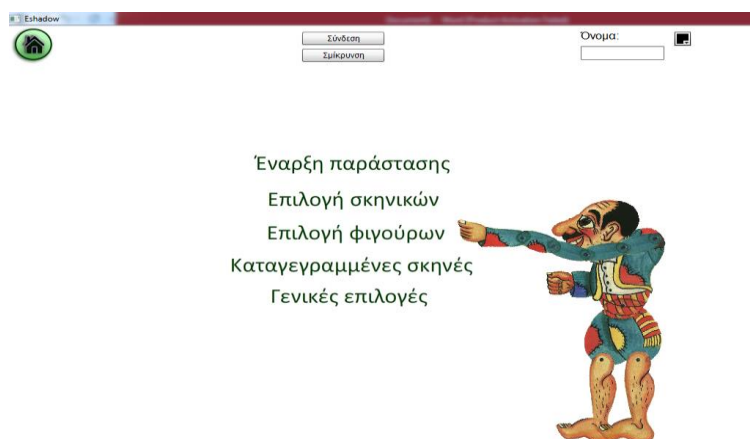 Eshadow
Σύνδεση
Όνομα:
Σμίκρυνση
Έναρξη παράστασης
Επιλογή σκηνικών
Επιλογή φιγούρων
Καταγεγραμμένες σκηνές
Γενικές επιλογές